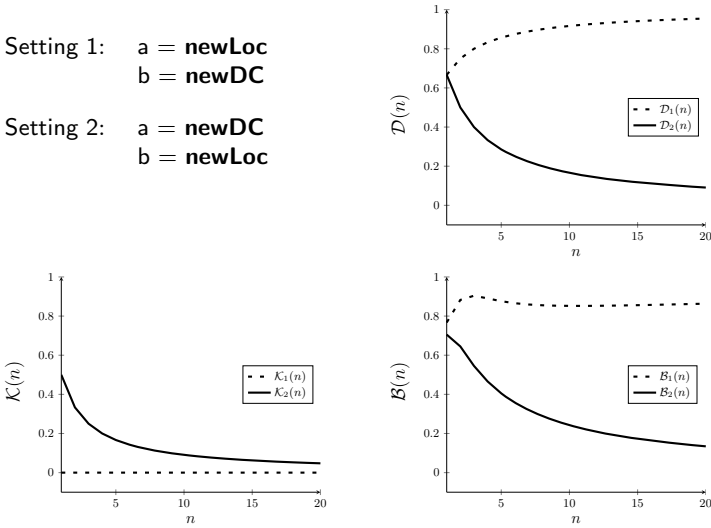 Setting 1: a = newLoc
b = newDC
Setting 2: a = newDC
b = newLoc
1
0.8
0.6
0.4
0.2
0
5 10 15 20
n
𝒟(n)
𝒟₁(n)
𝒟₂(n)
1
0.8
0.6
0.4
0.2
0
5 10 15 20
n
𝒦(n)
𝒦₁(n)
𝒦₂(n)
1
0.8
0.6
0.4
0.2
0
5 10 15 20
n
ℬ(n)
ℬ₁(n)
ℬ₂(n)